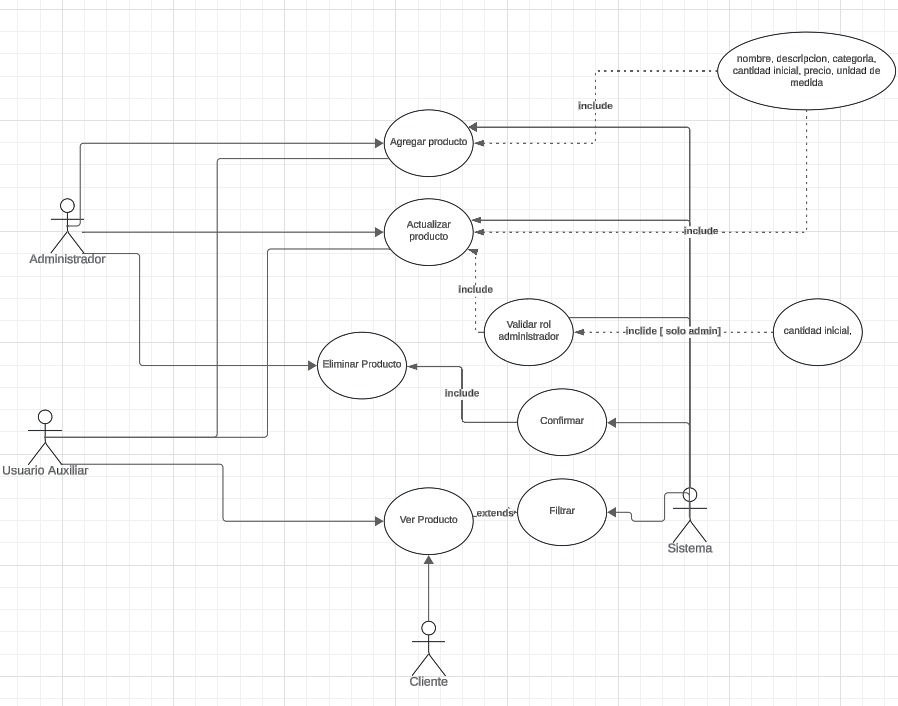 nombre, descripcion, categoria,
cantidad inicial, precio, unidad de
medida
include
Agregar producto
Actualizar
producto
include
Administrador
include
Validar rol
administrador
inclide [ solo admin]
cantidad inicial,
Eliminar Producto
include
Confirmar
Usuario Auxiliar
Ver Producto
extends
Filtrar
Sistema
Cliente